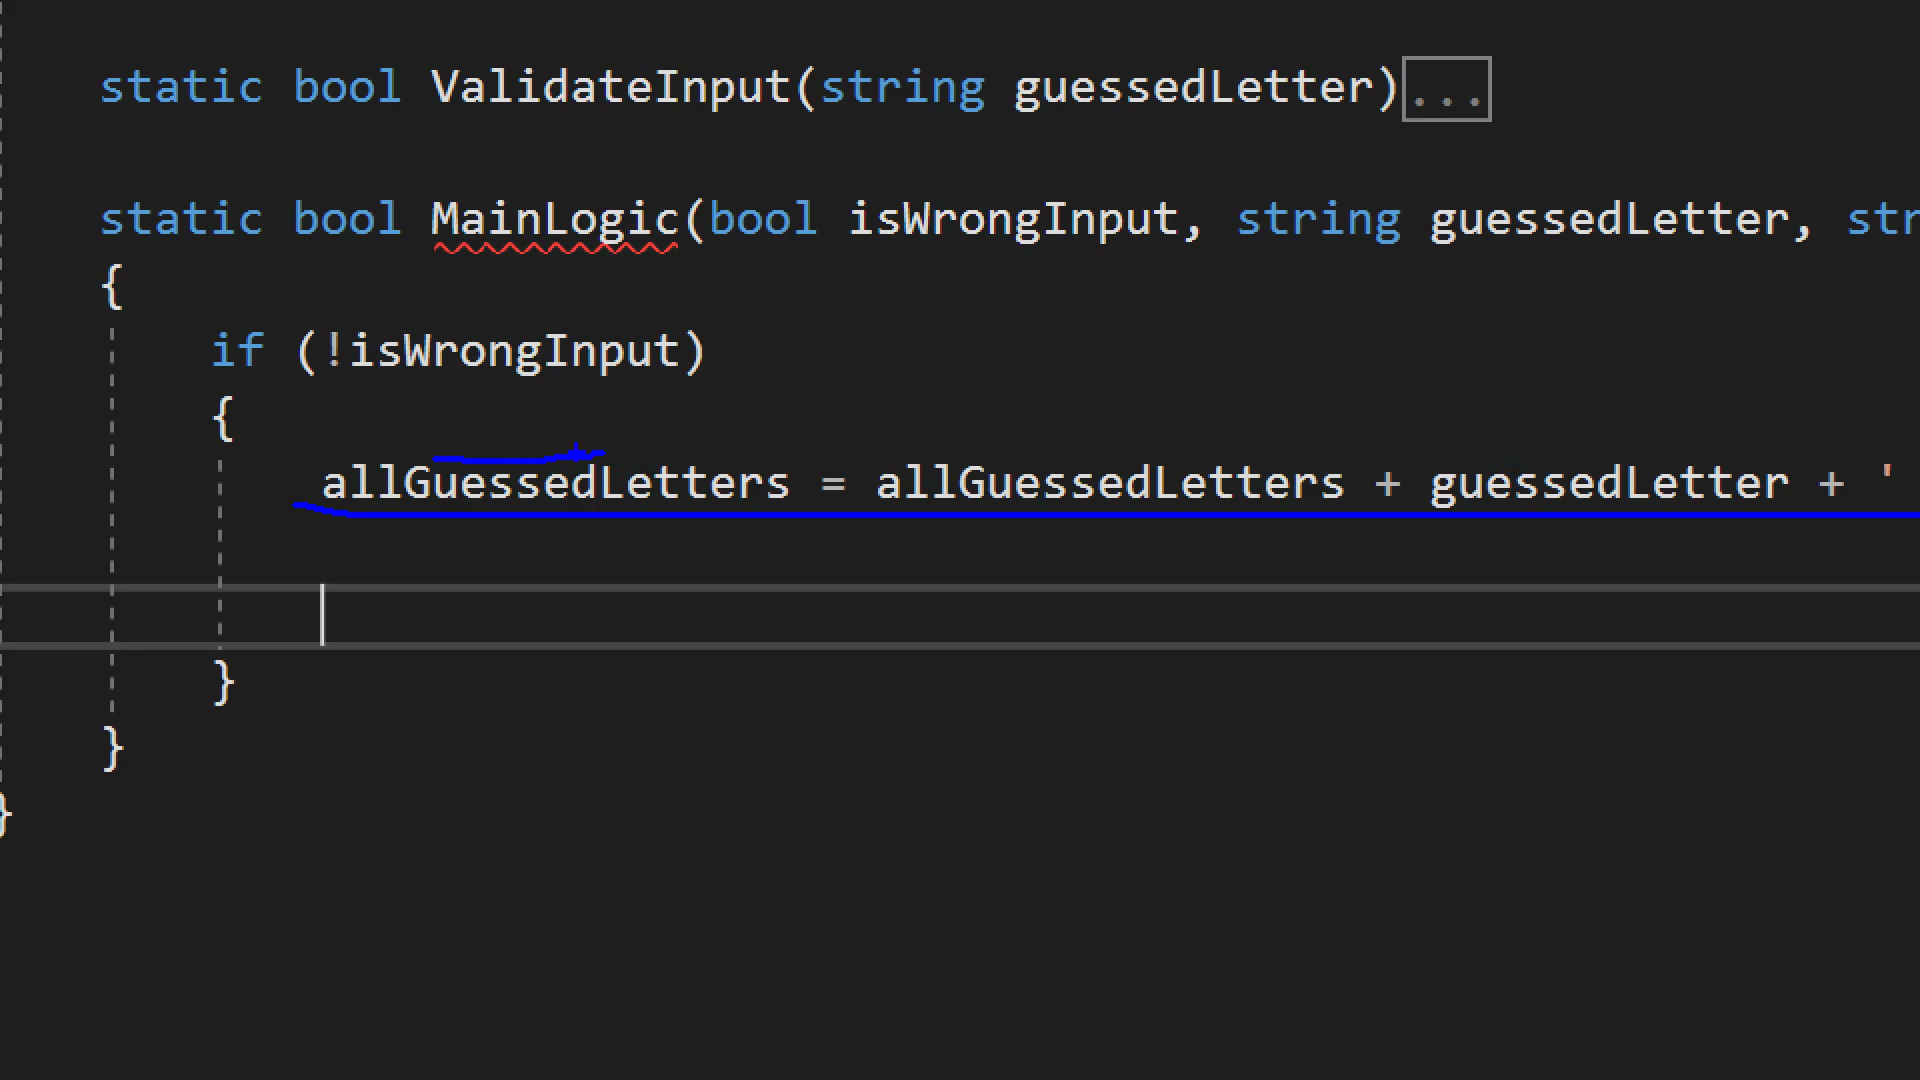 static bool ValidateInput(string guessedLetter)...
static bool MainLogic(bool isWrongInput, string guessedLetter, str
{
if (!isWrongInput)
{
allGuessedLetters = allGuessedLetters + guessedLetter + '
}
}
}